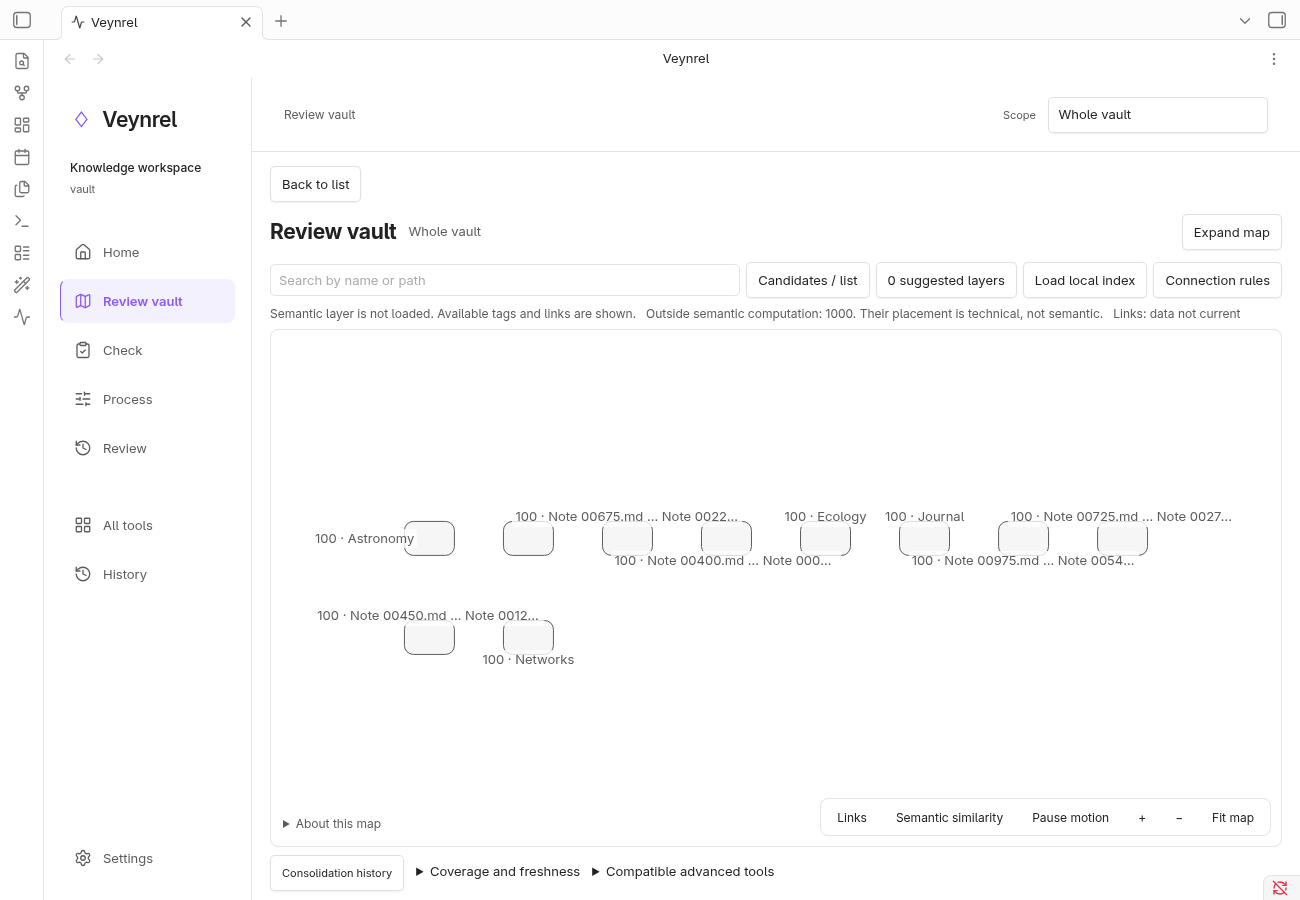 Veynrel
Veynrel
Veynrel
Knowledge workspace
vault
Home
Review vault
Check
Process
Review
All tools
History
Settings
Review vault
Scope
Whole vault
Back to list
Review vault
Whole vault
Expand map
Search by name or path
Candidates / list
0 suggested layers
Load local index
Connection rules
Semantic layer is not loaded. Available tags and links are shown. Outside semantic computation: 1000. Their placement is technical, not semantic. Links: data not current
100 · Note 00675.md ... Note 0022...
100 · Ecology
100 · Journal
100 · Note 00725.md ... Note 0027...
100 · Astronomy
100 · Note 00400.md ... Note 000...
100 · Note 00975.md ... Note 0054...
100 · Note 00450.md ... Note 0012...
100 · Networks
About this map
Links
Semantic similarity
Pause motion
+
−
Fit map
Consolidation history
Coverage and freshness
Compatible advanced tools